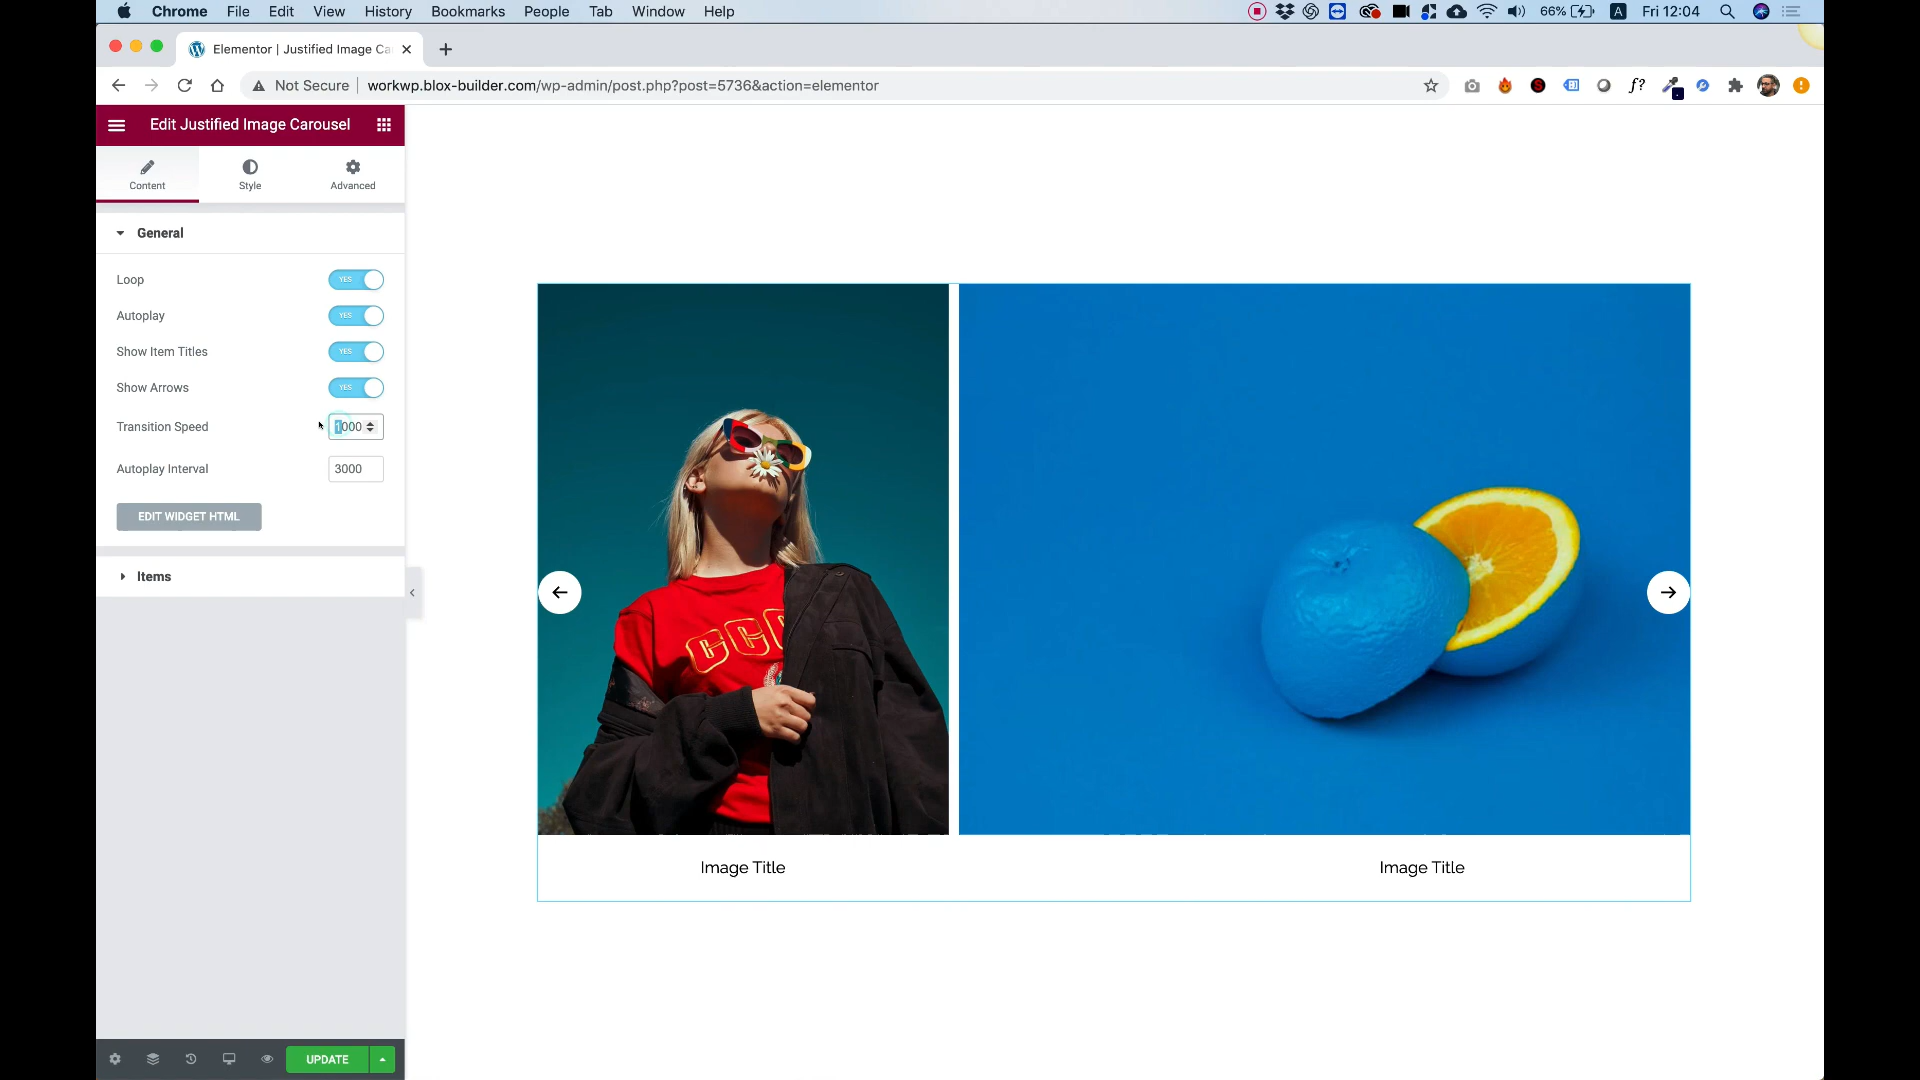 Chrome File Edit View History Bookmarks People Tab Window Help 66% A Fri 12:04
Elementor | Justified Image Ca
Not Secure workwp.blox-builder.com/wp-admin/post.php?post=5736&action=elementor f?
Edit Justified Image Carousel
Content Style Advanced
General
Loop YES
Autoplay YES
Show Item Titles YES
Show Arrows YES
Transition Speed 1000
Autoplay Interval 3000
EDIT WIDGET HTML
Items
Image Title Image Title
UPDATE